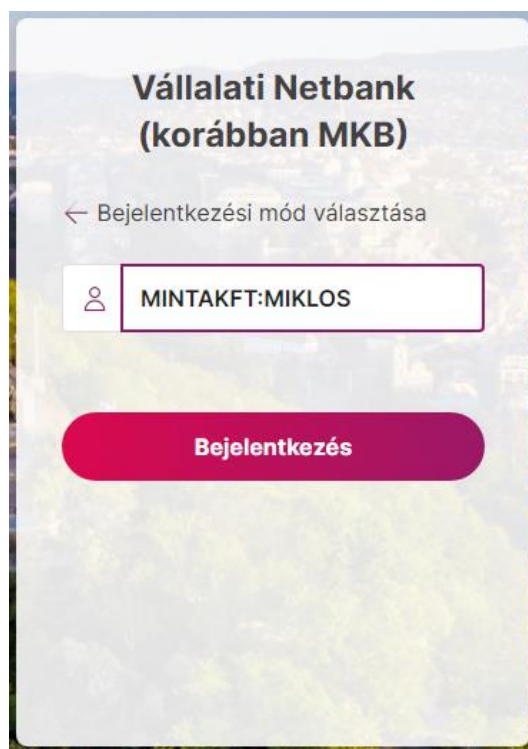 Vállalati Netbank
(korábban MKB)
← Bejelentkezési mód választása
MINTAKFT:MIKLOS
Bejelentkezés